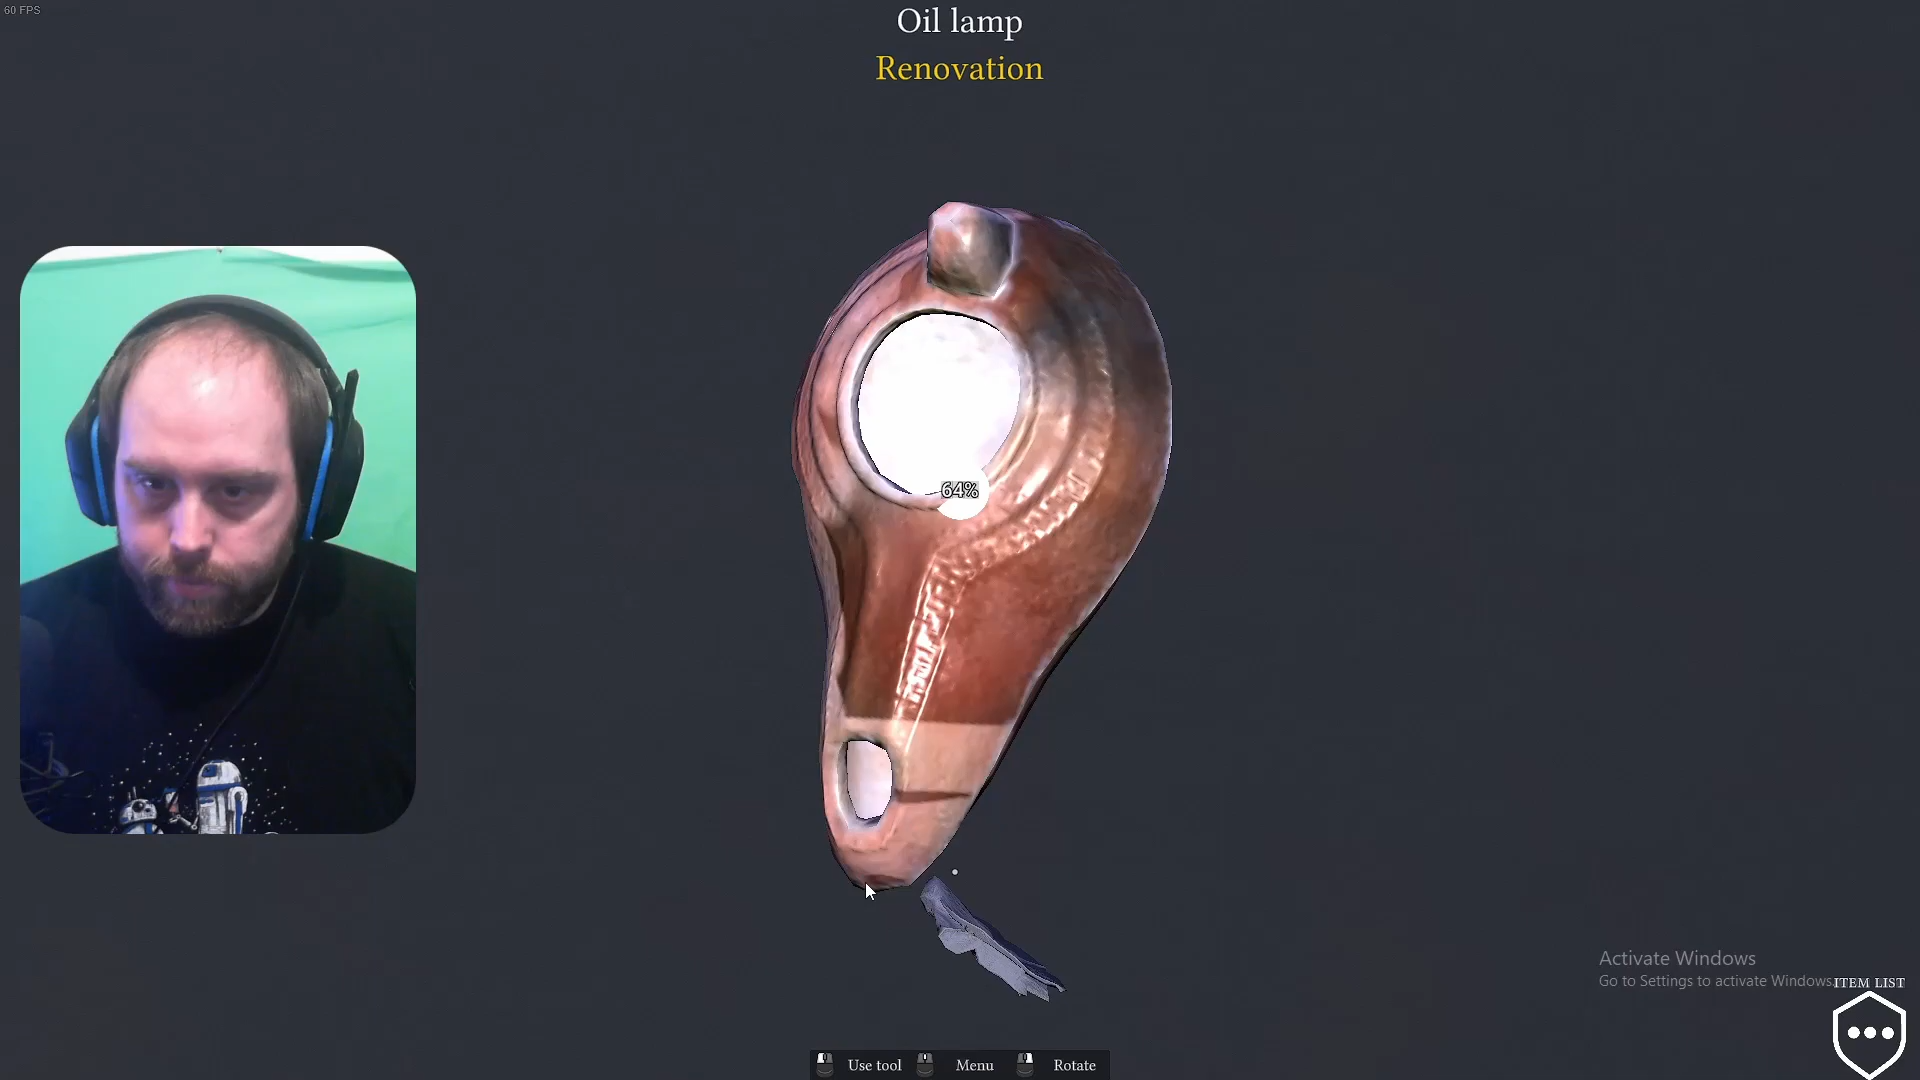 60 FPS
Oil lamp
Renovation
64%
Activate Windows
Go to Settings to activate Windows.
ITEM LIST
Use tool
Menu
Rotate